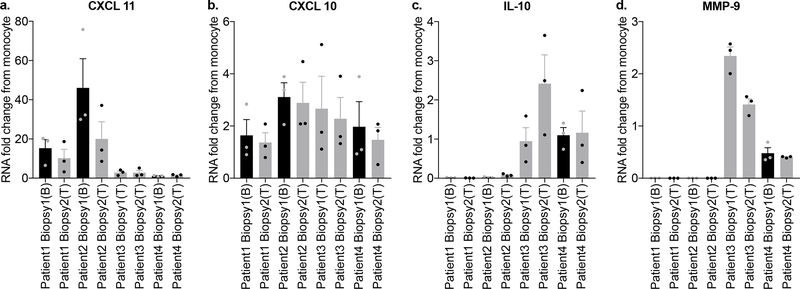 a.
CXCL 11
RNA fold change from monocyte
80
60
40
20
0
Patient1 Biopsy1(B)
Patient1 Biopsy2(T)
Patient2 Biopsy1(B)
Patient2 Biopsy2(T)
Patient3 Biopsy1(T)
Patient3 Biopsy2(T)
Patient4 Biopsy1(B)
Patient4 Biopsy2(T)
b.
CXCL 10
RNA fold change from monocyte
6
4
2
0
Patient1 Biopsy1(B)
Patient1 Biopsy2(T)
Patient2 Biopsy1(B)
Patient2 Biopsy2(T)
Patient3 Biopsy1(T)
Patient3 Biopsy2(T)
Patient4 Biopsy1(B)
Patient4 Biopsy2(T)
c.
IL-10
RNA fold change from monocyte
4
3
2
1
0
Patient1 Biopsy1(B)
Patient1 Biopsy2(T)
Patient2 Biopsy1(B)
Patient2 Biopsy2(T)
Patient3 Biopsy1(T)
Patient3 Biopsy2(T)
Patient4 Biopsy1(B)
Patient4 Biopsy2(T)
d.
MMP-9
RNA fold change from monocyte
3
2
1
0
Patient1 Biopsy1(B)
Patient1 Biopsy2(T)
Patient2 Biopsy1(B)
Patient2 Biopsy2(T)
Patient3 Biopsy1(T)
Patient3 Biopsy2(T)
Patient4 Biopsy1(B)
Patient4 Biopsy2(T)